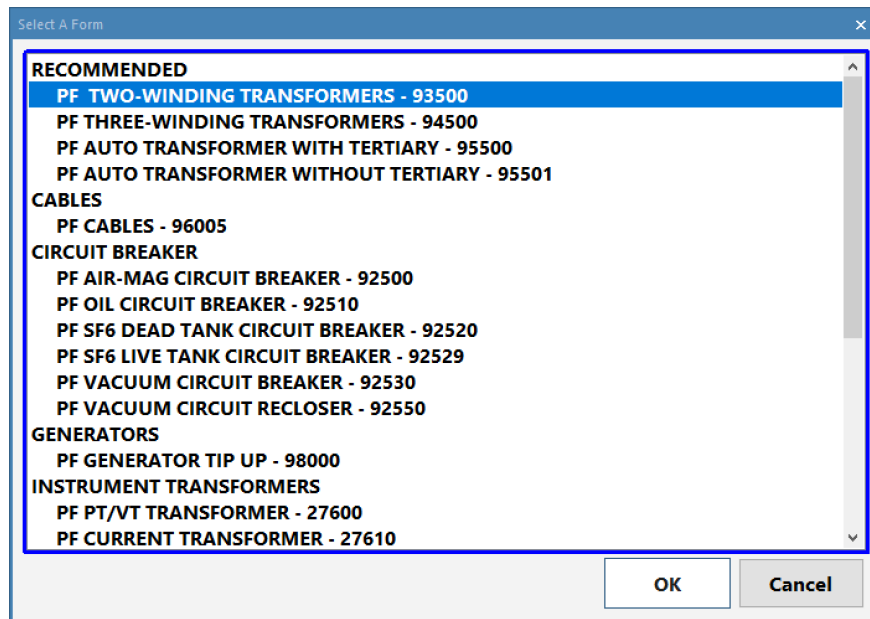 Select A Form
RECOMMENDED
PF  TWO-WINDING TRANSFORMERS - 93500
PF THREE-WINDING TRANSFORMERS - 94500
PF AUTO TRANSFORMER WITH TERTIARY - 95500
PF AUTO TRANSFORMER WITHOUT TERTIARY - 95501
CABLES
PF CABLES - 96005
CIRCUIT BREAKER
PF AIR-MAG CIRCUIT BREAKER - 92500
PF OIL CIRCUIT BREAKER - 92510
PF SF6 DEAD TANK CIRCUIT BREAKER - 92520
PF SF6 LIVE TANK CIRCUIT BREAKER - 92529
PF VACUUM CIRCUIT BREAKER - 92530
PF VACUUM CIRCUIT RECLOSER - 92550
GENERATORS
PF GENERATOR TIP UP - 98000
INSTRUMENT TRANSFORMERS
PF PT/VT TRANSFORMER - 27600
PF CURRENT TRANSFORMER - 27610
OK
Cancel